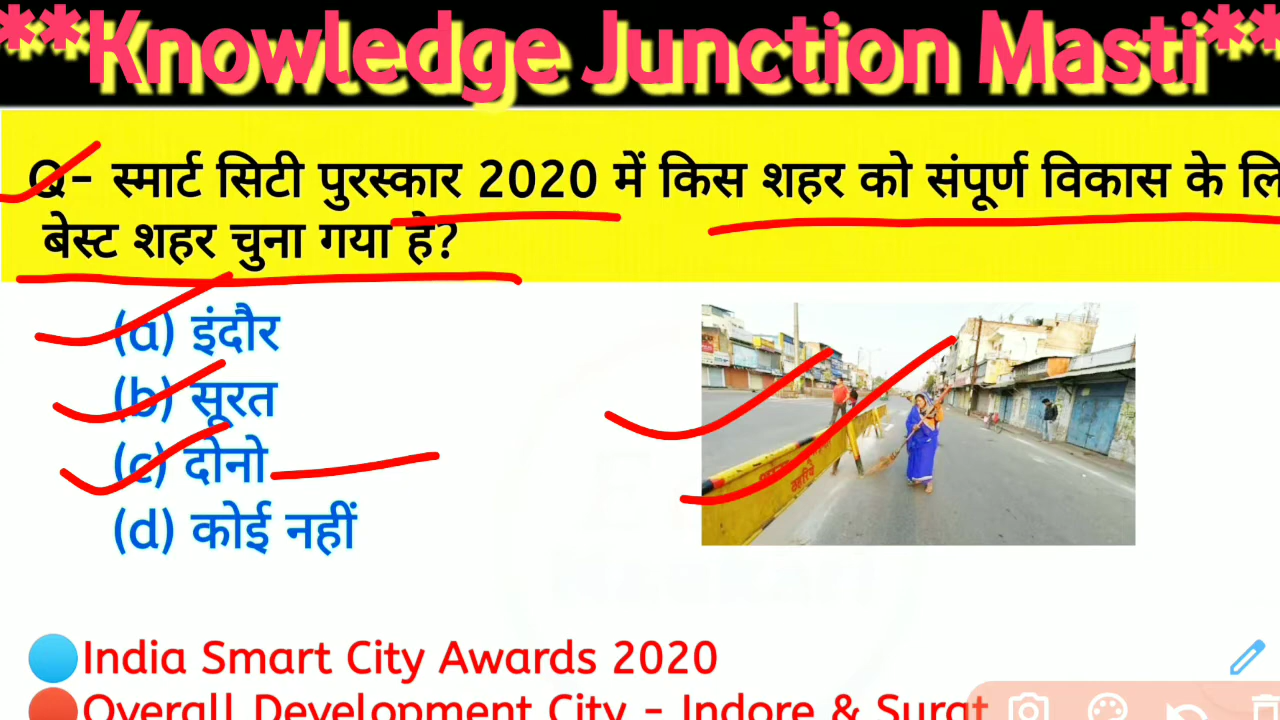 **Knowledge Junction Masti**
Q- स्मार्ट सिटी पुरस्कार 2020 में किस शहर को संपूर्ण विकास के लि
बेस्ट शहर चुना गया है?
(a) इंदौर
(b) सूरत
(c) दोनो
(d) कोई नहीं
India Smart City Awards 2020
Overall Development City - Indore & Surat